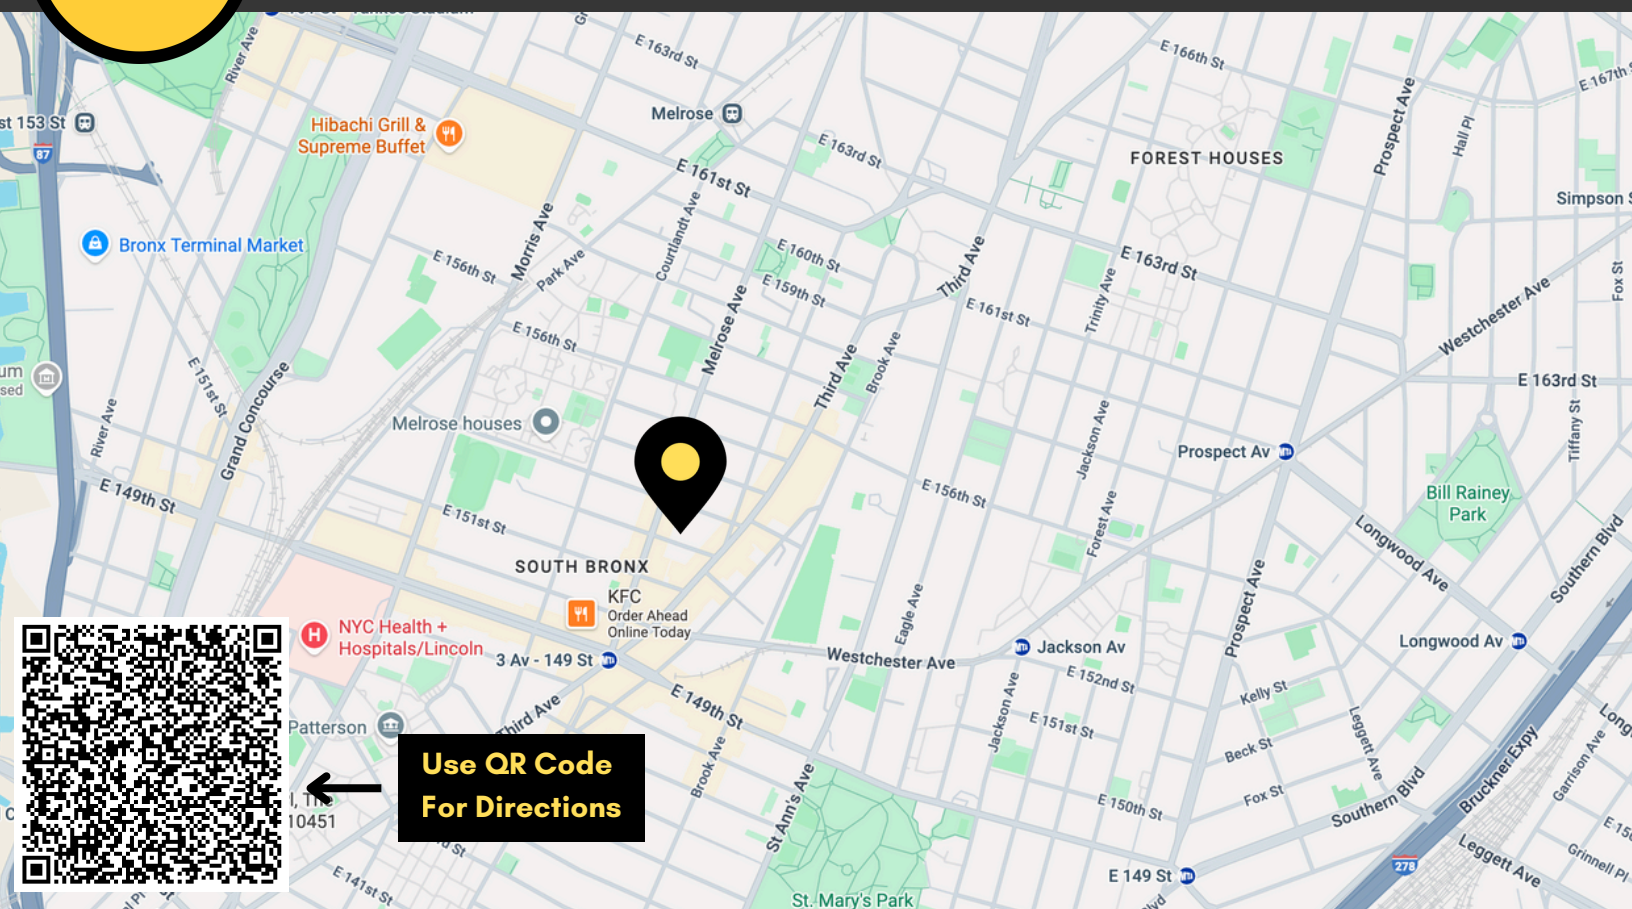 E 163rd St
E 166th St
E 167th S
River Ave
Melrose
st 153 St
87
Hibachi Grill &
Supreme Buffet
E 163rd St
FOREST HOUSES
Prospect Ave
Hall Pl
E 161st St
Simpson S
Bronx Terminal Market
Morris Ave
Courtlandt Ave
E 156th St
Park Ave
E 160th St
E 159th St
Third Ave
E 163rd St
Trinity Ave
Fox St
Westchester Ave
E 161st St
Melrose Ave
E 156th St
Third Ave
Brook Ave
um
sed
E 151st St
Grand Concourse
E 163rd St
River Ave
Melrose houses
Jackson Ave
Tiffany St
Prospect Av
E 149th St
E 156th St
Bill Rainey
Park
E 151st St
Forest Ave
Longwood Ave
Southern Blvd
SOUTH BRONX
Prospect Ave
KFC
Order Ahead
Online Today
Eagle Ave
NYC Health +
Hospitals/Lincoln
3 Av - 149 St
Westchester Ave
Jackson Av
Longwood Av
E 152nd St
Kelly St
E 149th St
Third Ave
Patterson
Jackson Ave
E 151st St
Leggett Ave
Beck St
Brook Ave
Bruckner Expy
Garrison Ave
Use QR Code
For Directions
St Ann's Ave
E 150th St
Fox St
Southern Blvd
10451
E 141st St
E 149 St
278
Leggett Ave
Grinnell Pl
St. Mary's Park